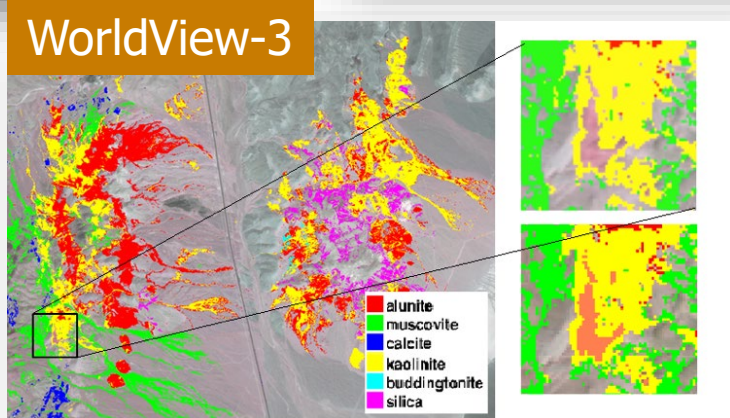 WorldView-3
alunite
muscovite
calcite
kaolinite
buddingtonite
silica